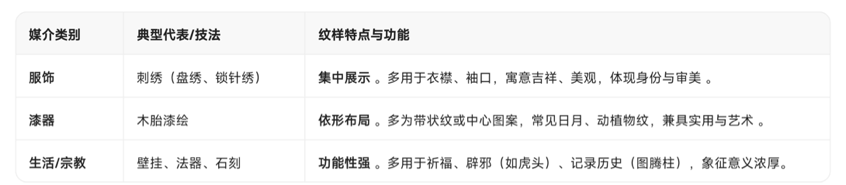 媒介类别 典型代表/技法 纹样特点与功能
服饰 刺绣（盘绣、锁针绣） 集中展示 。多用于衣襟、袖口，寓意吉祥、美观，体现身份与审美 。
漆器 木胎漆绘 依形布局 。多为带状纹或中心图案，常见日月、动植物纹，兼具实用与艺术 。
生活/宗教 壁挂、法器、石刻 功能性强 。多用于祈福、辟邪（如虎头）、记录历史（图腾柱），象征意义浓厚。